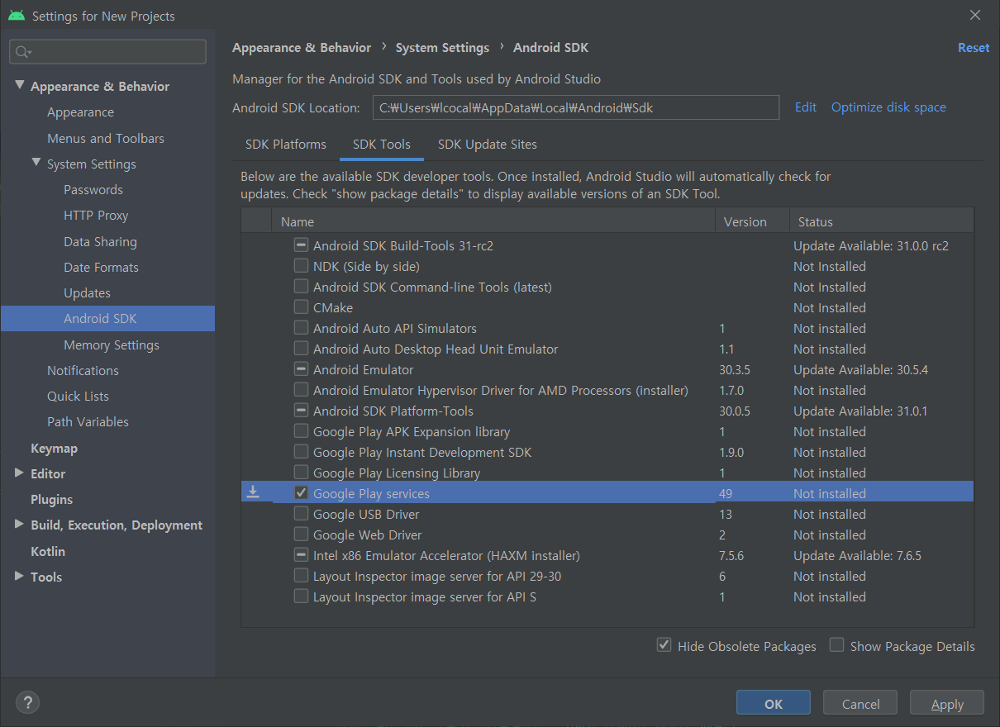 Settings for New Projects
Appearance & Behavior › System Settings › Android SDK
Reset
Appearance & Behavior
Appearance
Menus and Toolbars
System Settings
Passwords
HTTP Proxy
Data Sharing
Date Formats
Updates
Android SDK
Memory Settings
Notifications
Quick Lists
Path Variables
Keymap
Editor
Plugins
Build, Execution, Deployment
Kotlin
Tools
Manager for the Android SDK and Tools used by Android Studio
Android SDK Location: C:₩Users₩lcocal₩AppData₩Local₩Android₩Sdk Edit Optimize disk space
SDK Platforms SDK Tools SDK Update Sites
Below are the available SDK developer tools. Once installed, Android Studio will automatically check for
updates. Check "show package details" to display available versions of an SDK Tool.
Name Version Status
Android SDK Build-Tools 31-rc2 Update Available: 31.0.0 rc2
NDK (Side by side) Not Installed
Android SDK Command-line Tools (latest) Not Installed
CMake Not Installed
Android Auto API Simulators 1 Not installed
Android Auto Desktop Head Unit Emulator 1.1 Not installed
Android Emulator 30.3.5 Update Available: 30.5.4
Android Emulator Hypervisor Driver for AMD Processors (installer) 1.7.0 Not installed
Android SDK Platform-Tools 30.0.5 Update Available: 31.0.1
Google Play APK Expansion library 1 Not installed
Google Play Instant Development SDK 1.9.0 Not installed
Google Play Licensing Library 1 Not installed
Google Play services 49 Not installed
Google USB Driver 13 Not installed
Google Web Driver 2 Not installed
Intel x86 Emulator Accelerator (HAXM installer) 7.5.6 Update Available: 7.6.5
Layout Inspector image server for API 29-30 6 Not installed
Layout Inspector image server for API S 1 Not installed
Hide Obsolete Packages Show Package Details
? OK Cancel Apply